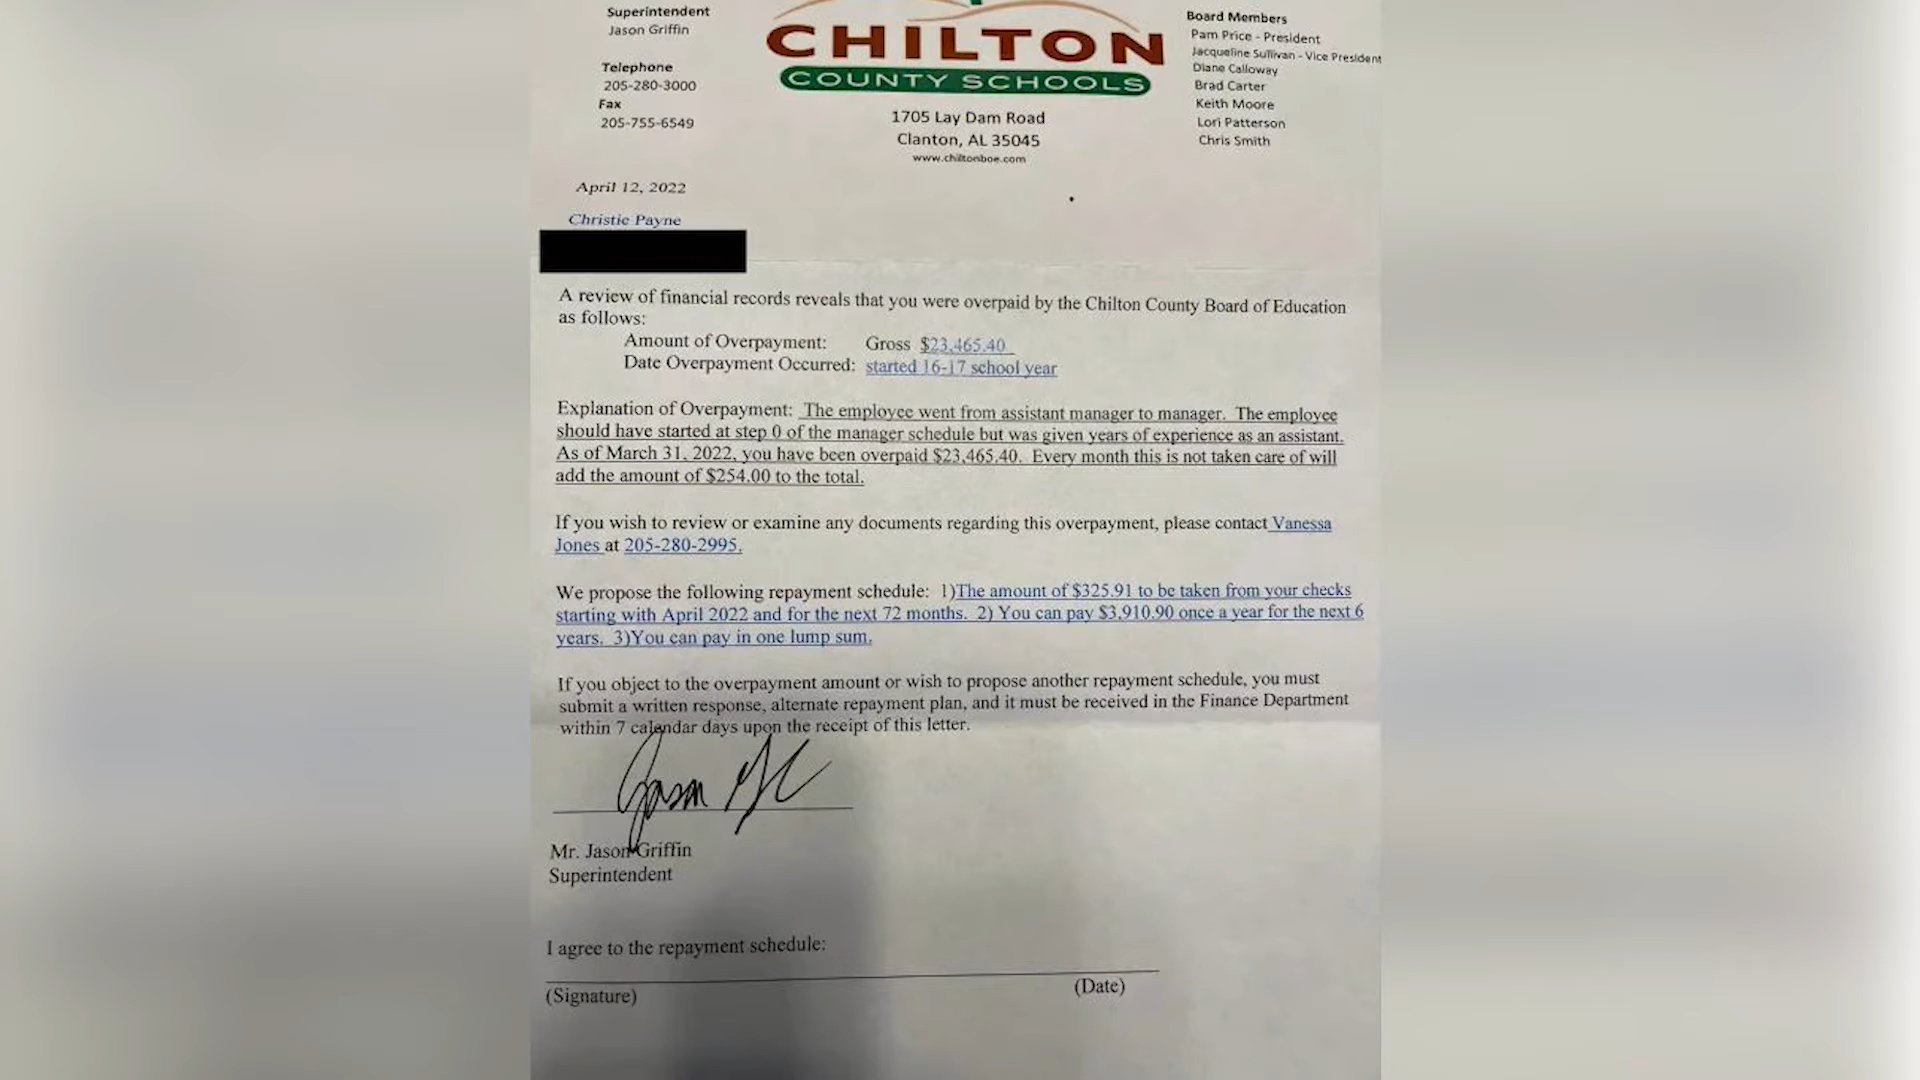 Superintendent
Jason Griffin
Telephone
205-280-3000
Fax
205-755-6549
CHILTON
COUNTY SCHOOLS
1705 Lay Dam Road
Clanton, AL 35045
www.chiltonboe.com
Board Members
Pam Price - President
Jacqueline Sullivan - Vice President
Diane Calloway
Brad Carter
Keith Moore
Lori Patterson
Chris Smith
April 12, 2022
Christie Payne
A review of financial records reveals that you were overpaid by the Chilton County Board of Education
as follows:
Amount of Overpayment: Gross $23,465.40
Date Overpayment Occurred: started 16-17 school year
Explanation of Overpayment: The employee went from assistant manager to manager. The employee
should have started at step 0 of the manager schedule but was given years of experience as an assistant.
As of March 31, 2022, you have been overpaid $23,465.40. Every month this is not taken care of will
add the amount of $254.00 to the total.
If you wish to review or examine any documents regarding this overpayment, please contact Vanessa
Jones at 205-280-2995.
We propose the following repayment schedule: 1)The amount of $325.91 to be taken from your checks
starting with April 2022 and for the next 72 months. 2) You can pay $3,910.90 once a year for the next 6
years. 3)You can pay in one lump sum.
If you object to the overpayment amount or wish to propose another repayment schedule, you must
submit a written response, alternate repayment plan, and it must be received in the Finance Department
within 7 calendar days upon the receipt of this letter.
Mr. Jason Griffin
Superintendent
I agree to the repayment schedule:
(Signature) (Date)